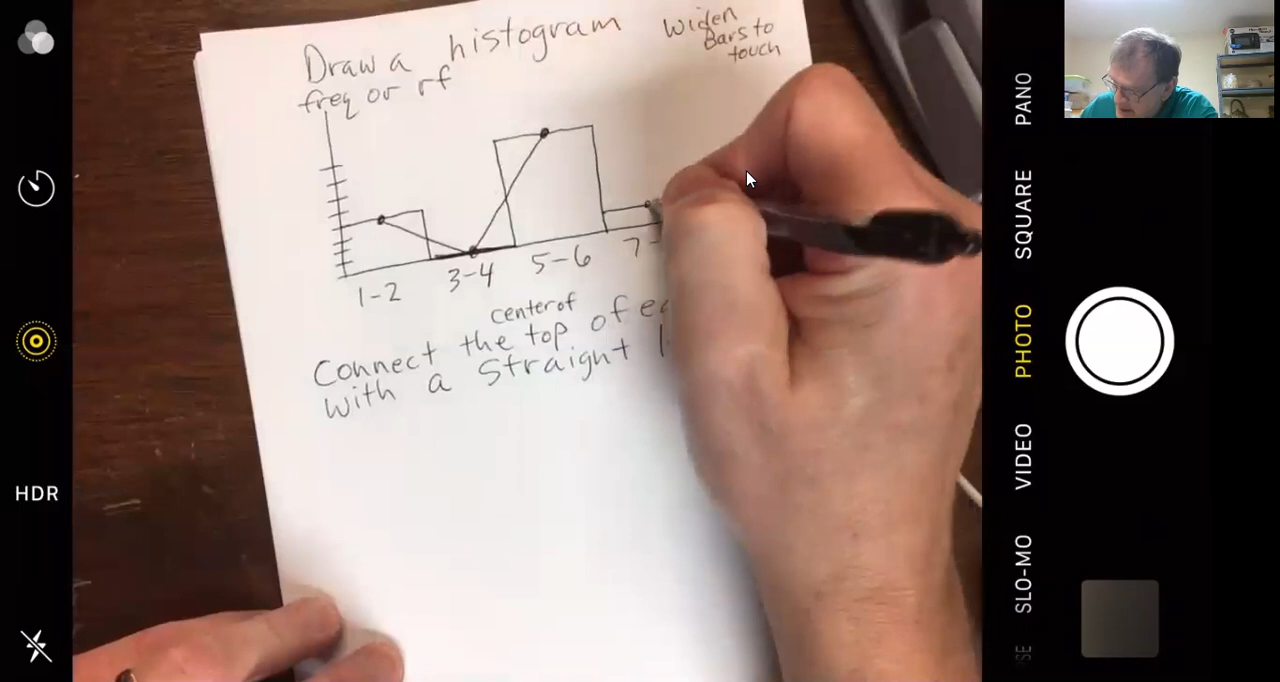 Draw a histogram
freq or rf
widen
Bars to
touch
1-2
3-4
5-6
center of
Connect the top of
with a straight
HDR
PANO
SQUARE
PHOTO
VIDEO
SLO-MO